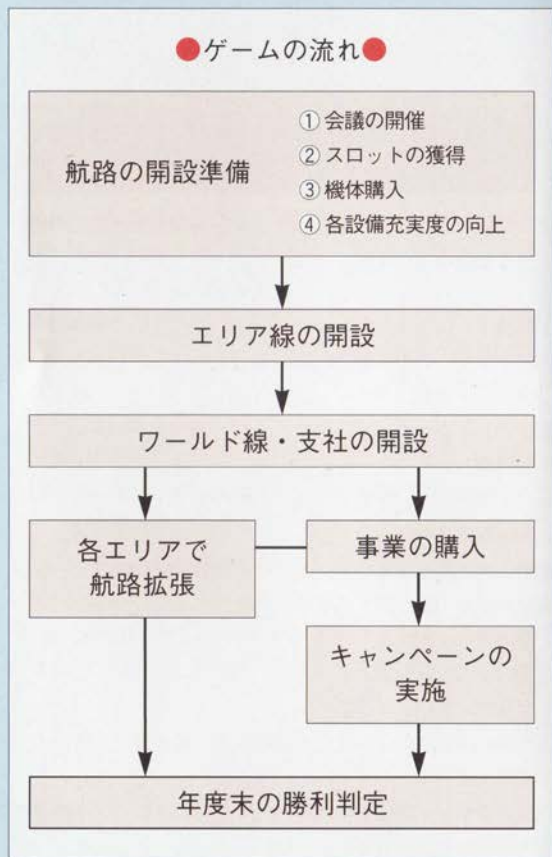 ●ゲームの流れ●
航路の開設準備
① 会議の開催
② スロットの獲得
③ 機体購入
④ 各設備充実度の向上
エリア線の開設
ワールド線・支社の開設
各エリアで
航路拡張
事業の購入
キャンペーンの
実施
年度末の勝利判定